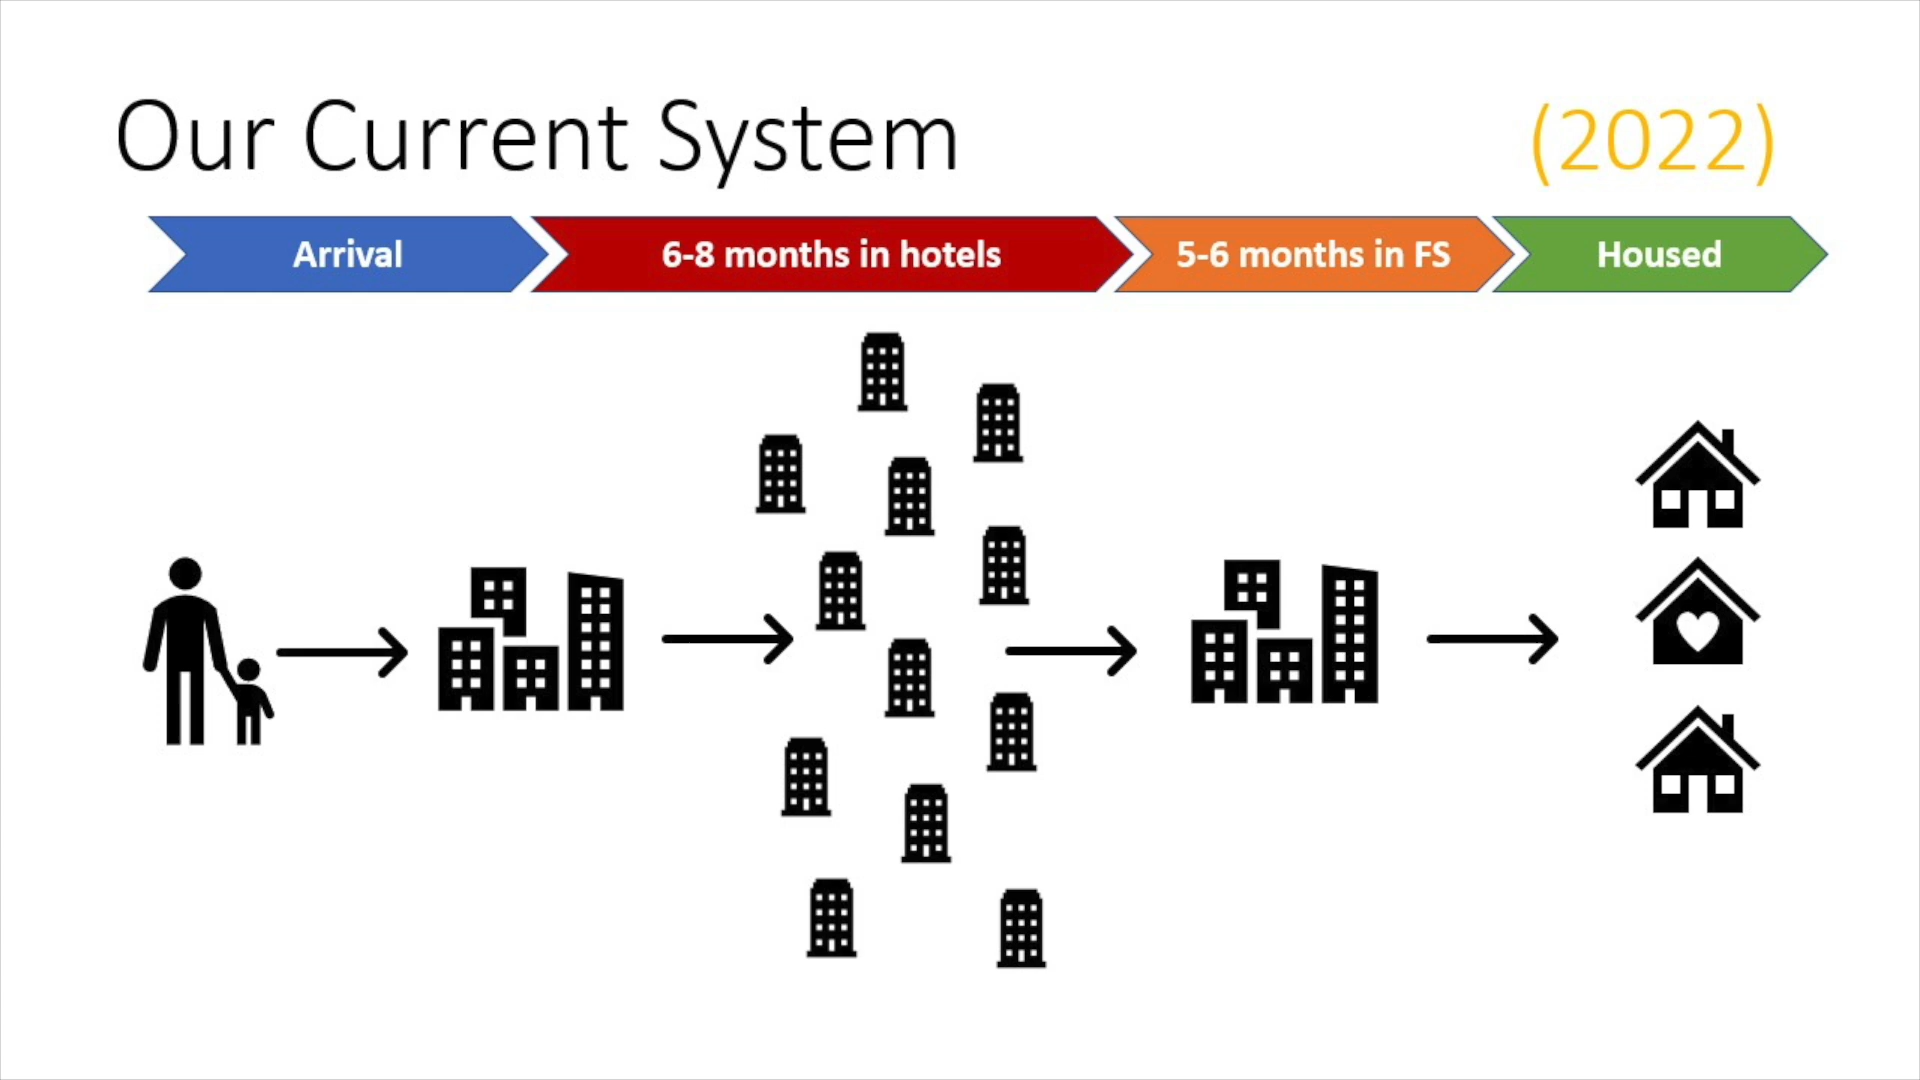 Our Current System (2022)
Arrival
6-8 months in hotels
5-6 months in FS
Housed